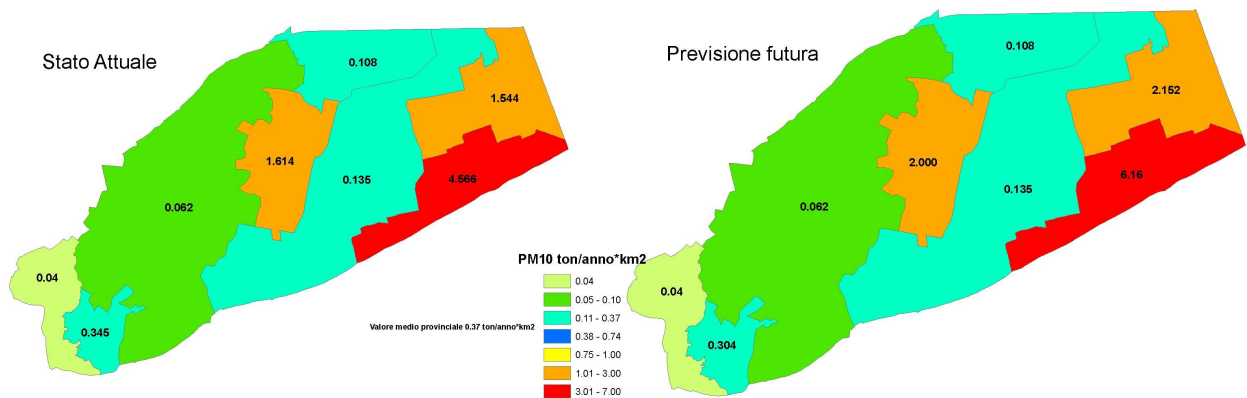 Stato Attuale
0.108
1.544
1.614
4.566
0.135
0.062
0.04
0.345
Valore medio provinciale 0.37 ton/anno*km2
PM10 ton/anno*km2
0.04
0.05 - 0.10
0.11 - 0.37
0.38 - 0.74
0.75 - 1.00
1.01 - 3.00
3.01 - 7.00
Previsione futura
0.108
2.152
2.000
6.16
0.135
0.062
0.04
0.304